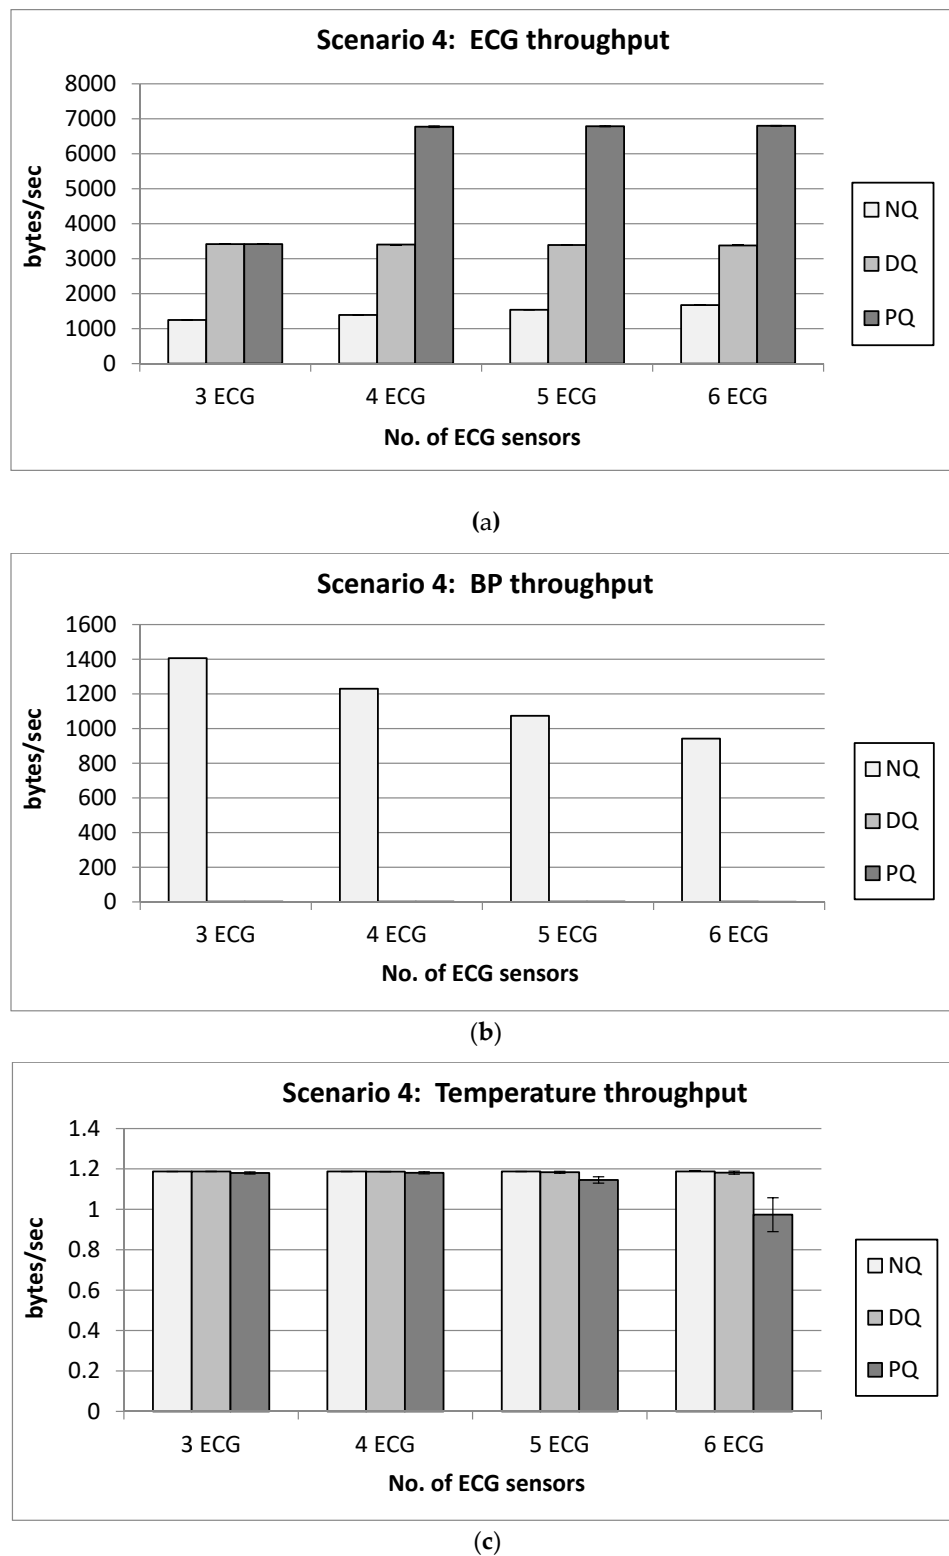 Scenario 4: ECG throughput
8000
7000
6000
5000
4000
3000
2000
1000
0
bytes/sec
3 ECG
4 ECG
5 ECG
6 ECG
No. of ECG sensors
NQ
DQ
PQ
(a)
Scenario 4: BP throughput
1600
1400
1200
1000
800
600
400
200
0
bytes/sec
3 ECG
4 ECG
5 ECG
6 ECG
No. of ECG sensors
NQ
DQ
PQ
(b)
Scenario 4: Temperature throughput
1.4
1.2
1
0.8
0.6
0.4
0.2
0
bytes/sec
3 ECG
4 ECG
5 ECG
6 ECG
No. of ECG sensors
NQ
DQ
PQ
(c)